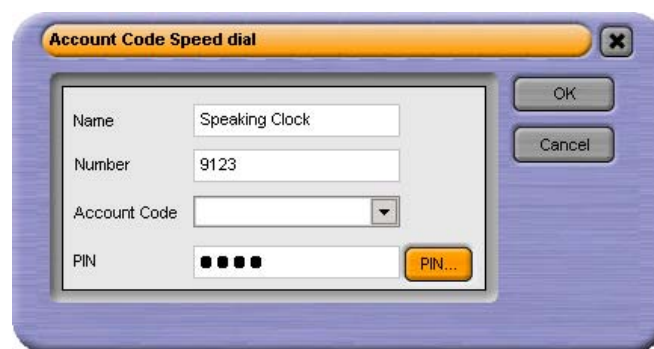 Account Code Speed dial
OK
Name Speaking Clock
Cancel
Number 9123
Account Code
PIN ●●●● PIN...